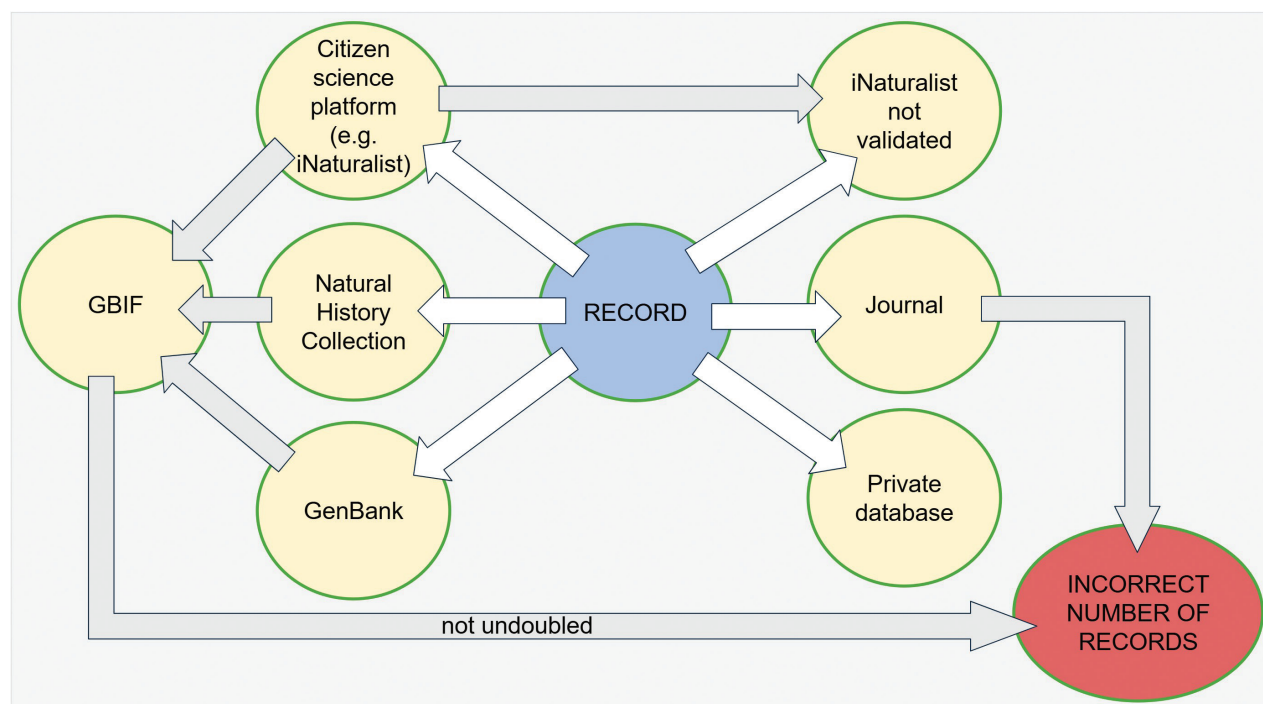 Citizen
science
platform
(e.g.
iNaturalist)
iNaturalist
not
validated
GBIF
Natural
History
Collection
RECORD
Journal
GenBank
Private
database
INCORRECT
NUMBER OF
RECORDS
not undoubled